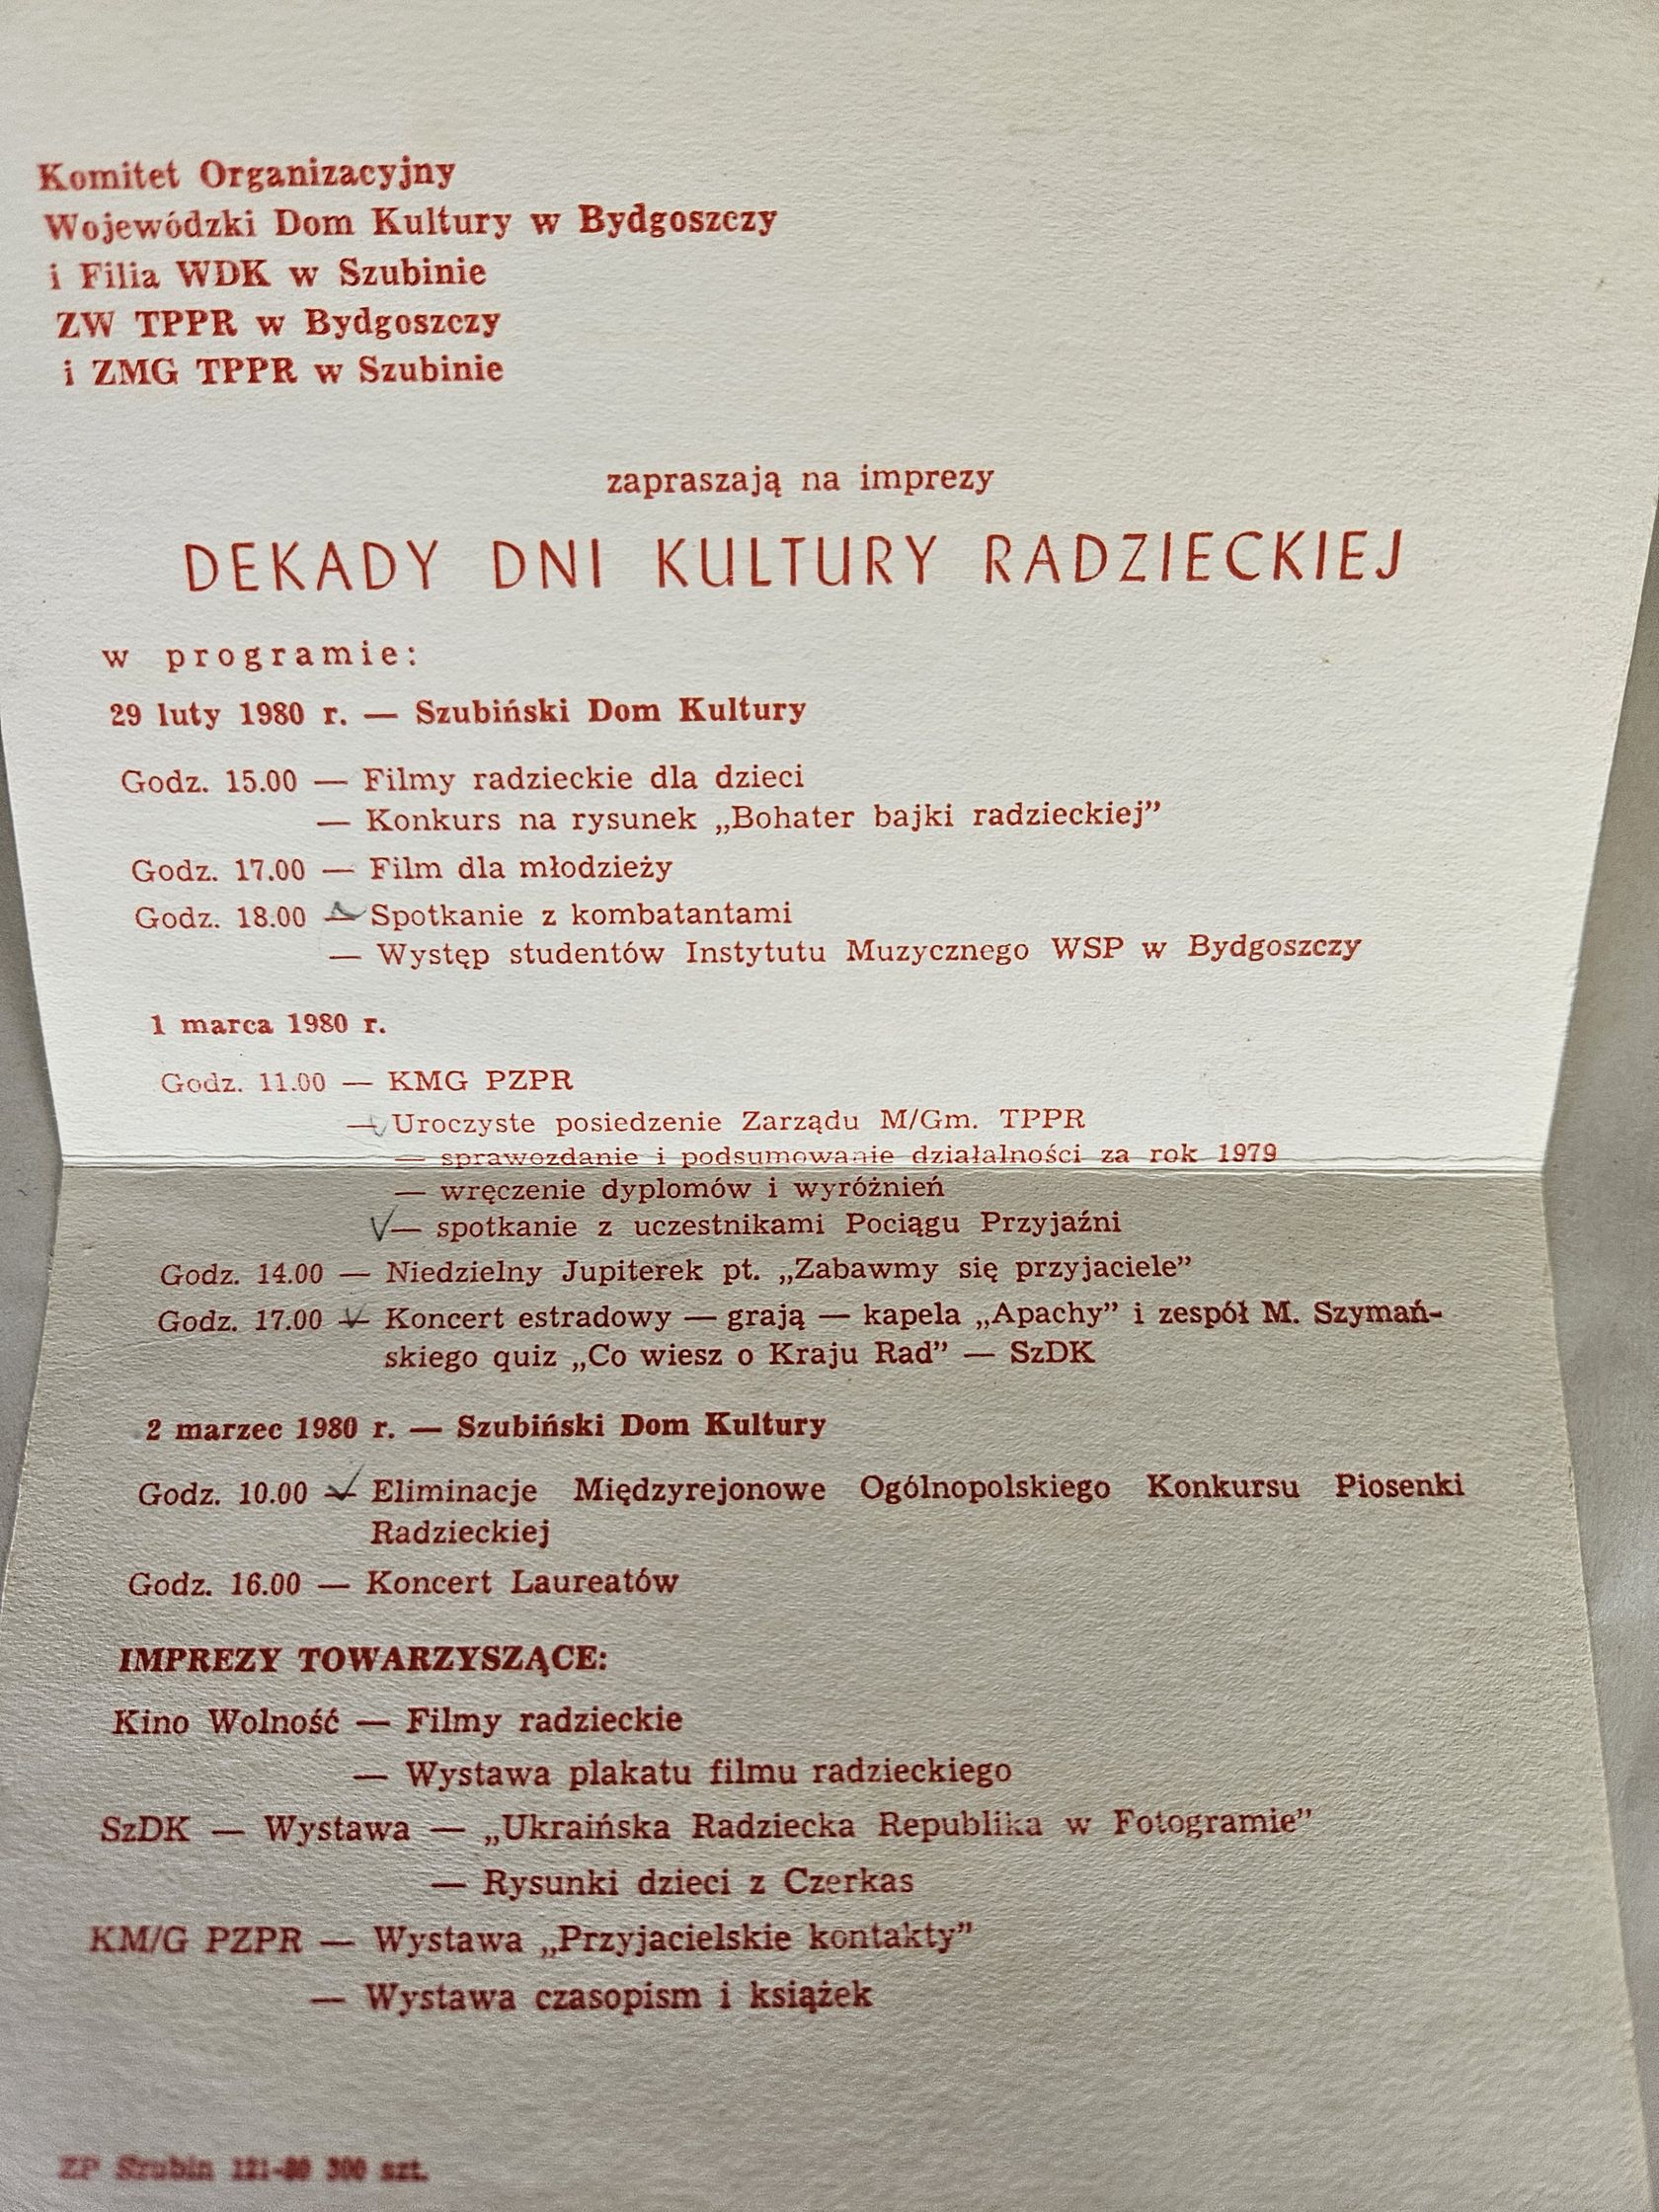 Komitet Organizacyjny
Wojewódzki Dom Kultury w Bydgoszczy
i Filia WDK w Szubinie
ZW TPPR w Bydgoszczy
i ZMG TPPR w Szubinie
zapraszają na imprezy
DEKADY DNI KULTURY RADZIECKIEJ
w programie:
29 luty 1980 r. — Szubiński Dom Kultury
Godz. 15.00 — Filmy radzieckie dla dzieci
— Konkurs na rysunek „Bohater bajki radzieckiej”
Godz. 17.00 — Film dla młodzieży
Godz. 18.00 — Spotkanie z kombatantami
— Występ studentów Instytutu Muzycznego WSP w Bydgoszczy
1 marca 1980 r.
Godz. 11.00 — KMG PZPR
— Uroczyste posiedzenie Zarządu M/Gm. TPPR
— sprawozdanie i podsumowanie działalności za rok 1979
— wręczenie dyplomów i wyróżnień
— spotkanie z uczestnikami Pociągu Przyjaźni
Godz. 14.00 — Niedzielny Jupiterek pt. „Zabawmy się przyjaciele”
Godz. 17.00 — Koncert estradowy — grają — kapela „Apachy” i zespół M. Szymań-
skiego quiz „Co wiesz o Kraju Rad” — SzDK
2 marzec 1980 r. — Szubiński Dom Kultury
Godz. 10.00 — Eliminacje Międzyrejonowe Ogólnopolskiego Konkursu Piosenki
Radzieckiej
Godz. 16.00 — Koncert Laureatów
IMPREZY TOWARZYSZĄCE:
Kino Wolność — Filmy radzieckie
— Wystawa plakatu filmu radzieckiego
SzDK — Wystawa — „Ukraińska Radziecka Republika w Fotogramie”
— Rysunki dzieci z Czerkas
KM/G PZPR — Wystawa „Przyjacielskie kontakty”
— Wystawa czasopism i książek
ZP Szubin 121-80 300 szt.